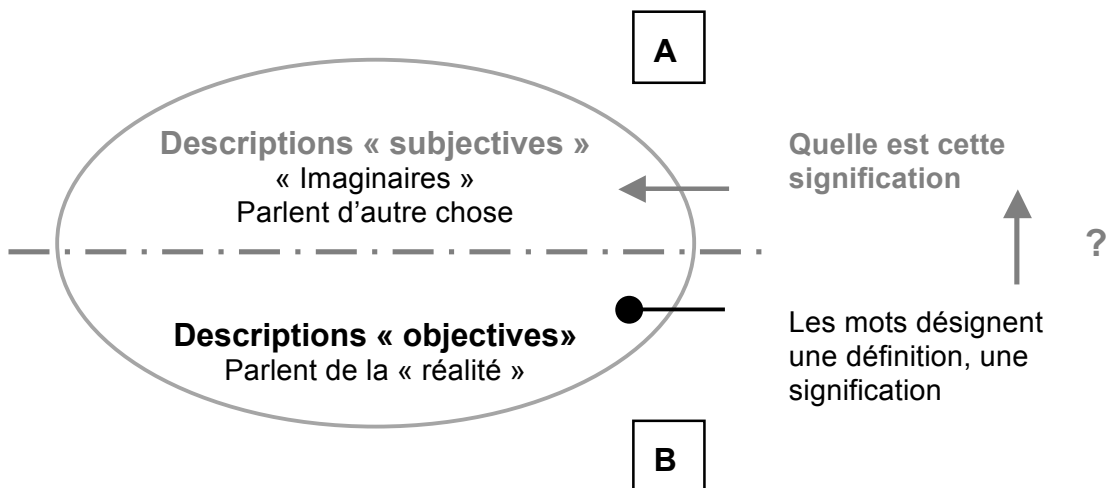 A
Descriptions « subjectives »
« Imaginaires »
Parlent d’autre chose
Quelle est cette
signification
?
Descriptions « objectives»
Parlent de la « réalité »
Les mots désignent
une définition, une
signification
B